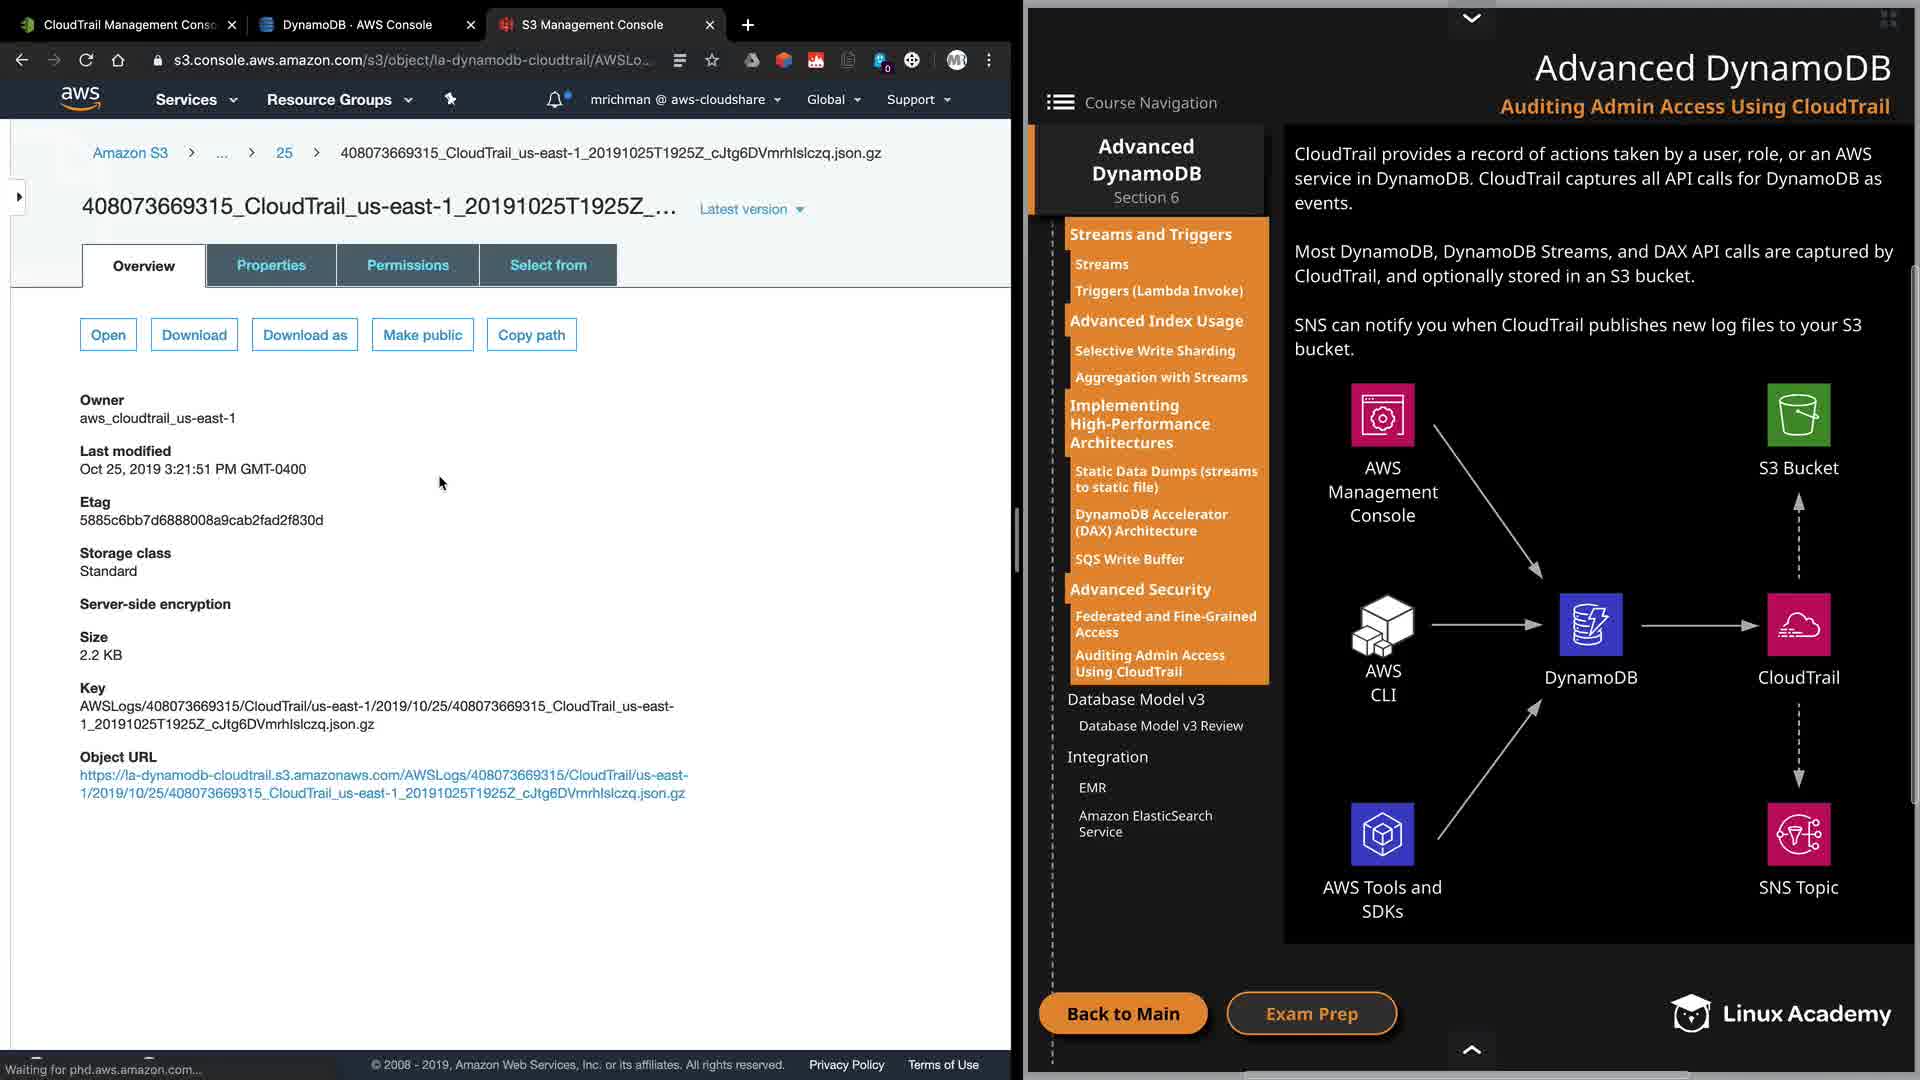 CloudTrail Management Conso
DynamoDB · AWS Console
S3 Management Console
s3.console.aws.amazon.com/s3/object/la-dynamodb-cloudtrail/AWSLo...
0
MR
aws
Services
Resource Groups
mrichman @ aws-cloudshare
Global
Support
Amazon S3
...
25
408073669315_CloudTrail_us-east-1_20191025T1925Z_cJtg6DVmrhIslczq.json.gz
408073669315_CloudTrail_us-east-1_20191025T1925Z_...
Latest version
Overview
Properties
Permissions
Select from
Open
Download
Download as
Make public
Copy path
Owner
aws_cloudtrail_us-east-1
Last modified
Oct 25, 2019 3:21:51 PM GMT-0400
Etag
5885c6bb7d6888008a9cab2fad2f830d
Storage class
Standard
Server-side encryption
Size
2.2 KB
Key
AWSLogs/408073669315/CloudTrail/us-east-1/2019/10/25/408073669315_CloudTrail_us-east-
1_20191025T1925Z_cJtg6DVmrhIslczq.json.gz
Object URL
https://la-dynamodb-cloudtrail.s3.amazonaws.com/AWSLogs/408073669315/CloudTrail/us-east-
1/2019/10/25/408073669315_CloudTrail_us-east-1_20191025T1925Z_cJtg6DVmrhIslczq.json.gz
Waiting for phd.aws.amazon.com...
© 2008 - 2019, Amazon Web Services, Inc. or its affiliates. All rights reserved.
Privacy Policy
Terms of Use
Advanced DynamoDB
Auditing Admin Access Using CloudTrail
Course Navigation
Advanced
DynamoDB
Section 6
Streams and Triggers
Streams
Triggers (Lambda Invoke)
Advanced Index Usage
Selective Write Sharding
Aggregation with Streams
Implementing
High-Performance
Architectures
Static Data Dumps (streams
to static file)
DynamoDB Accelerator
(DAX) Architecture
SQS Write Buffer
Advanced Security
Federated and Fine-Grained
Access
Auditing Admin Access
Using CloudTrail
Database Model v3
Database Model v3 Review
Integration
EMR
Amazon ElasticSearch
Service
CloudTrail provides a record of actions taken by a user, role, or an AWS
service in DynamoDB. CloudTrail captures all API calls for DynamoDB as
events.
Most DynamoDB, DynamoDB Streams, and DAX API calls are captured by
CloudTrail, and optionally stored in an S3 bucket.
SNS can notify you when CloudTrail publishes new log files to your S3
bucket.
AWS
Management
Console
S3 Bucket
AWS
CLI
DynamoDB
CloudTrail
AWS Tools and
SDKs
SNS Topic
Back to Main
Exam Prep
Linux Academy